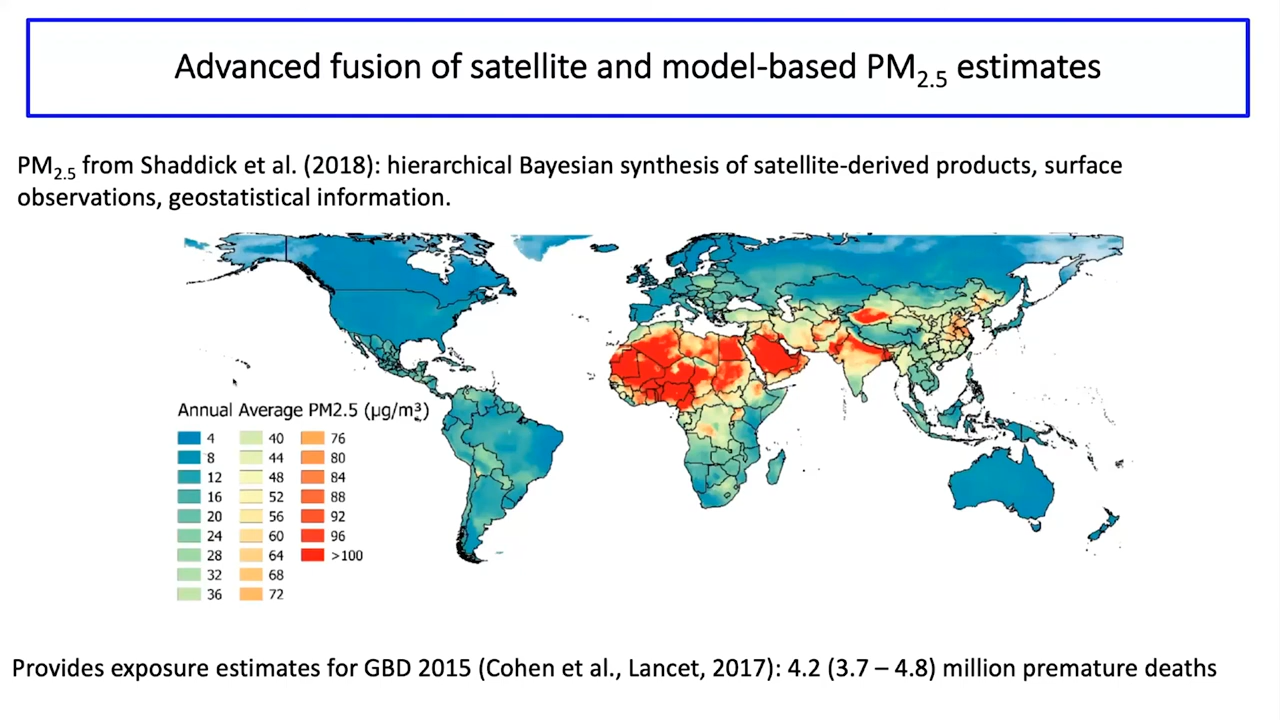 Advanced fusion of satellite and model-based PM2.5 estimates
PM2.5 from Shaddick et al. (2018): hierarchical Bayesian synthesis of satellite-derived products, surface
observations, geostatistical information.
Annual Average PM2.5 (µg/m³)
4 40 76
8 44 80
12 48 84
16 52 88
20 56 92
24 60 96
28 64 >100
32 68
36 72
Provides exposure estimates for GBD 2015 (Cohen et al., Lancet, 2017): 4.2 (3.7 – 4.8) million premature deaths